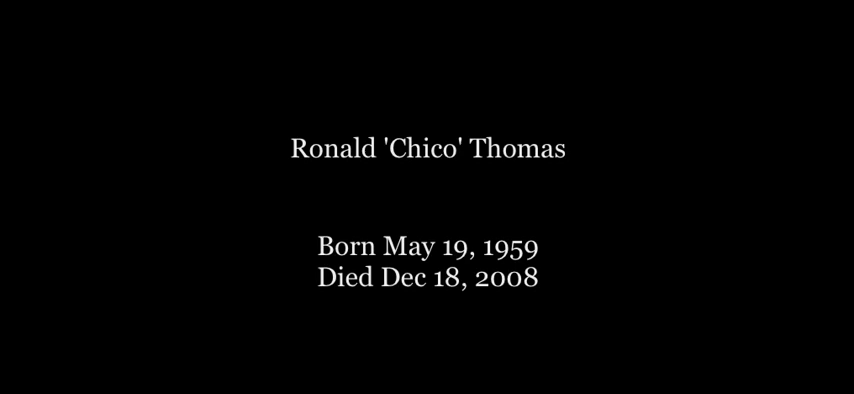 Ronald 'Chico' Thomas
Born May 19, 1959
Died Dec 18, 2008